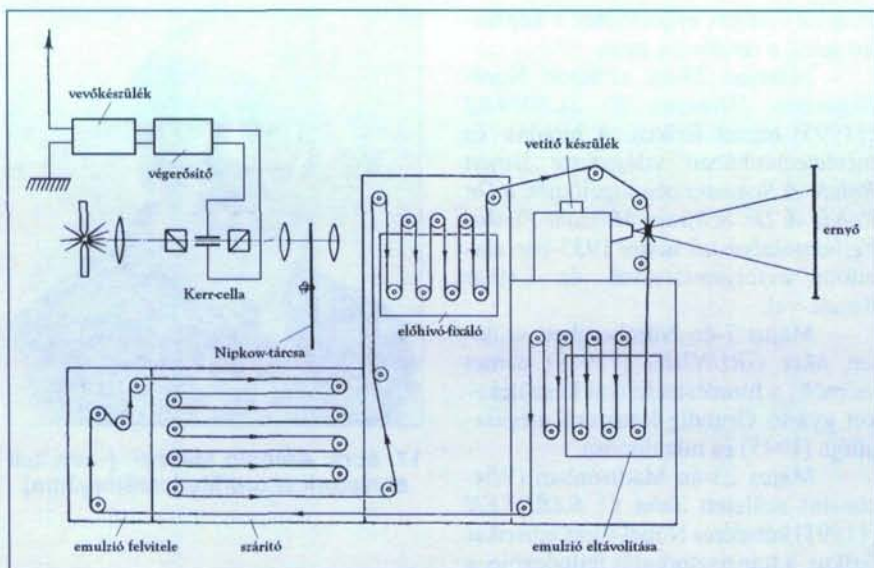 vevőkészülék
végerősítő
vetítő készülék
ernyő
Kerr-cella
Nipkow-tárcsa
előhívó-fixáló
emulzió felvitele
szárító
emulzió eltávolítása